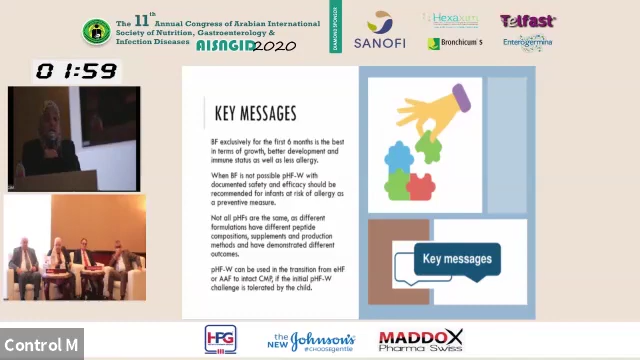 The 11th Annual Congress of Arabian International
Society of Nutrition, Gastroenterology &
Infection Diseases AISNGID2020
DIAMOND SPONSOR
SANOFI
Hexaxim
Telfast
Bronchicum S
Enterogermina
01:59
KEY MESSAGES
BF exclusively for the first 6 months is the best
in terms of growth, better development and
immune status as well as less allergy.
When BF is not possible pHF-W with
documented safety and efficacy should be
recommended for infants at risk of allergy as
a preventive measure.
Not all pHFs are the same, as different
formulations have different peptide
compositions, supplements and production
methods and have demonstrated different
outcomes.
pHF-W can be used in the transition from eHF
or AAF to intact CMP, if the initial pHF-W
challenge is tolerated by the child.
Key messages
Control M
HPG
the NEW Johnson's
#CHOOSEgentle
MADDOX
Pharma Swiss